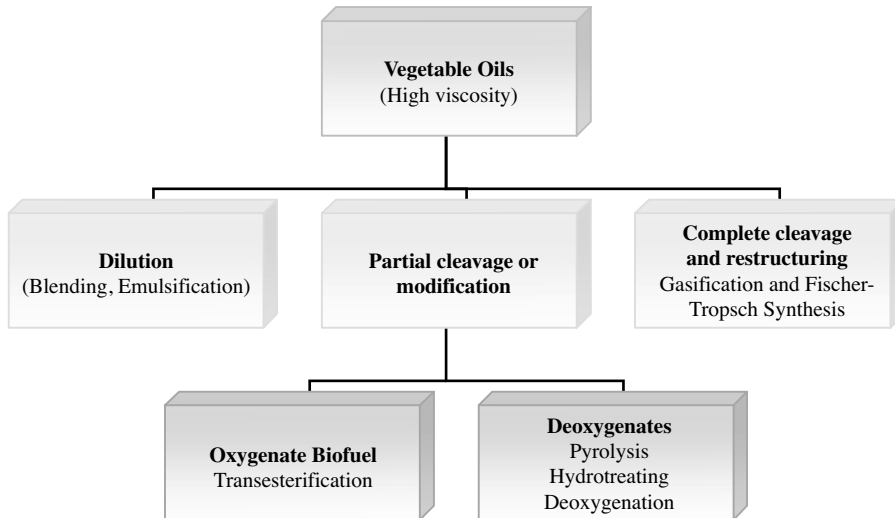 Vegetable Oils
(High viscosity)
Dilution
(Blending, Emulsification)
Partial cleavage or
modification
Complete cleavage
and restructuring
Gasification and Fischer-
Tropsch Synthesis
Oxygenate Biofuel
Transesterification
Deoxygenates
Pyrolysis
Hydrotreating
Deoxygenation